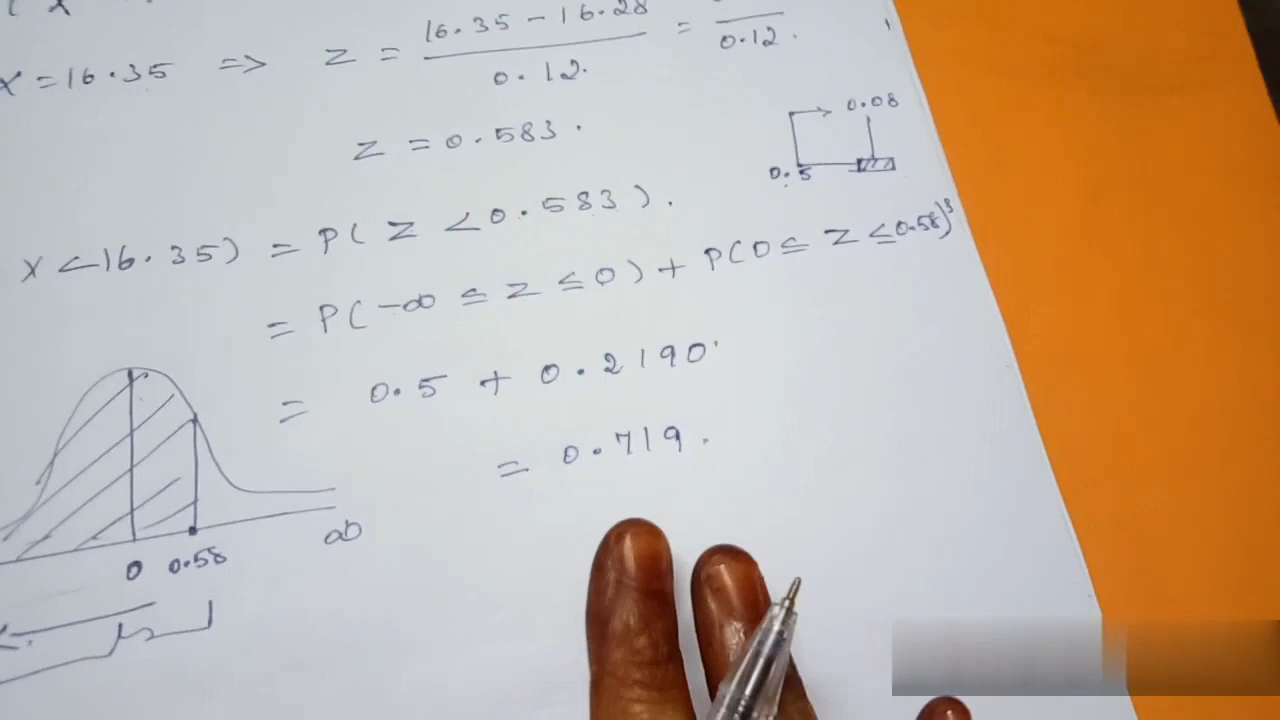 X = 16.35 => Z = 16.35 - 16.28 / 0.12 = / 0.12.
Z = 0.583.
0.08
0.5
X < 16.35) = P( Z < 0.583 ).
= P( -∞ ≤ Z ≤ 0 ) + P( 0 ≤ Z ≤ 0.58)3
= 0.5 + 0.2190.
= 0.719.
0 0.58 ∞